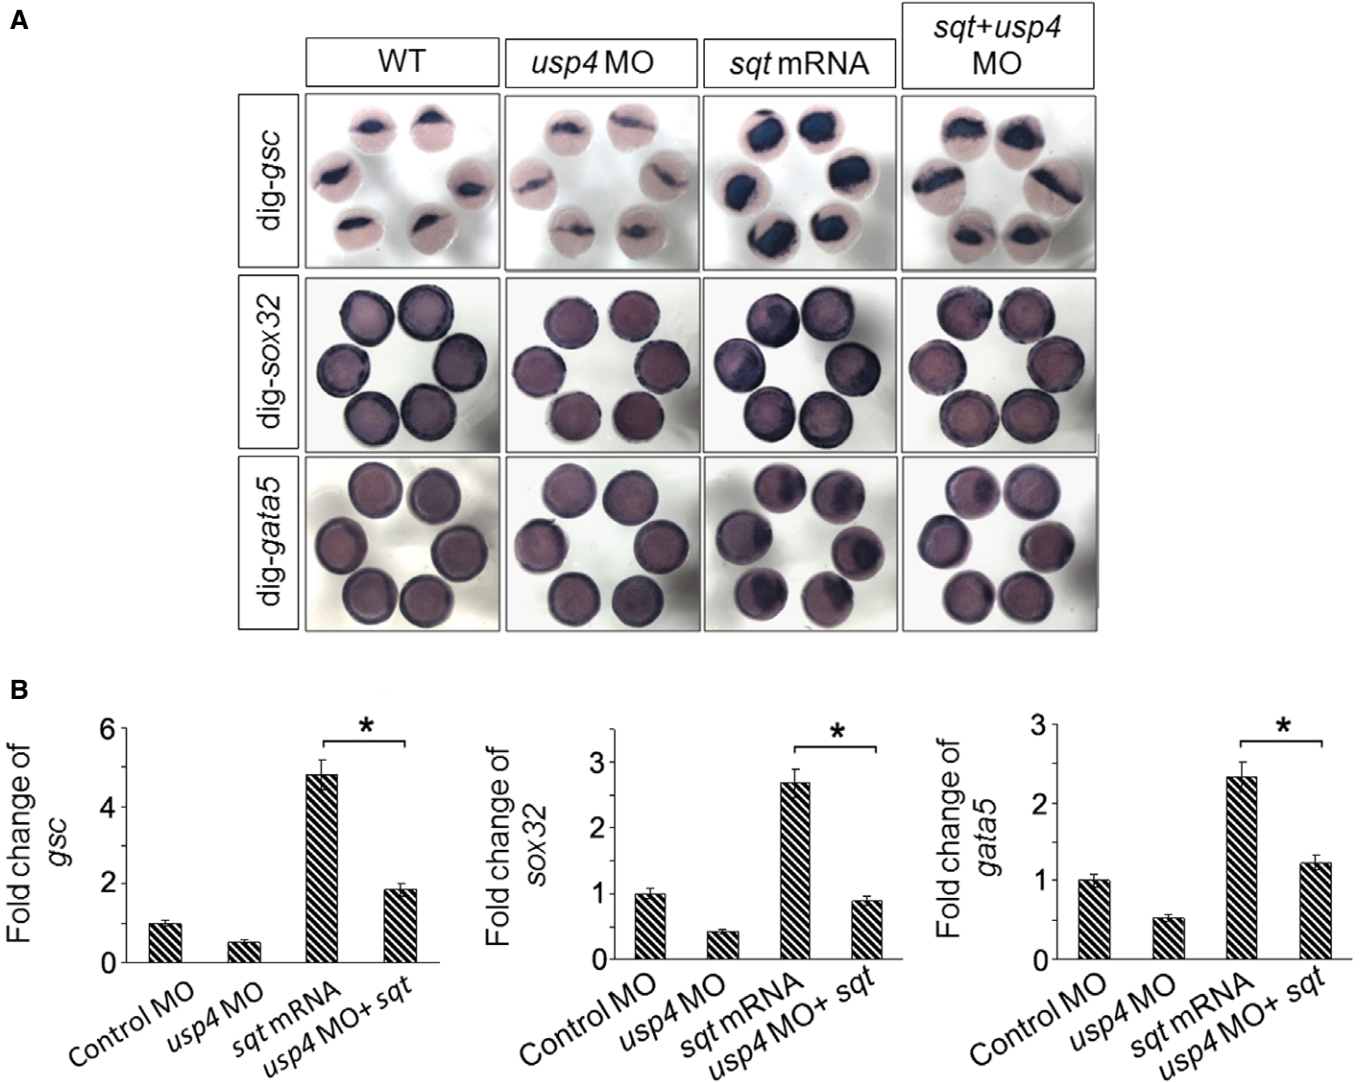 A
WT
usp4 MO
sqt mRNA
sqt+usp4
MO
dig-gsc
dig-sox32
dig-gata5
B
Fold change of
gsc
6
4
2
0
*
Control MO
usp4 MO
sqt mRNA
usp4 MO+ sqt
Fold change of
sox32
3
2
1
0
*
Control MO
usp4 MO
sqt mRNA
usp4 MO+ sqt
Fold change of
gata5
3
2
1
0
*
Control MO
usp4 MO
sqt mRNA
usp4 MO+ sqt